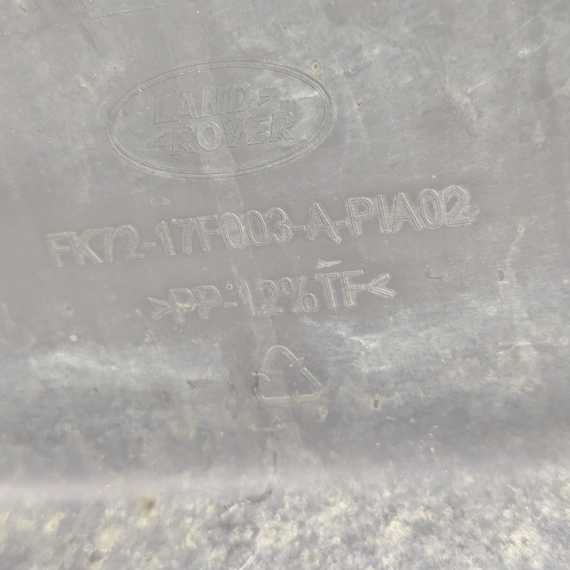 LAND
ROVER
FK72-17F003-A-PIA02
>PP-12%TF<